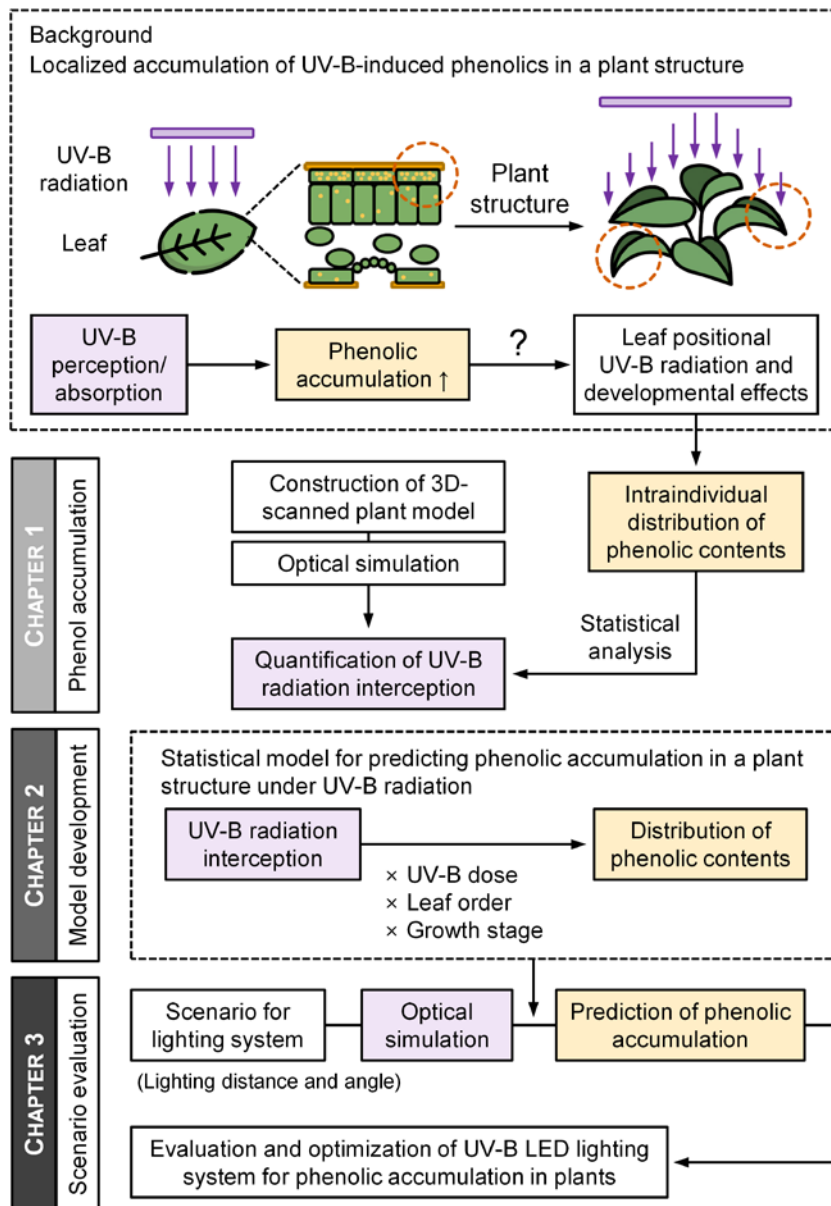 Background
Localized accumulation of UV-B-induced phenolics in a plant structure
UV-B
radiation
Leaf
Plant
structure
UV-B
perception/
absorption
Phenolic
accumulation ↑
?
Leaf positional
UV-B radiation and
developmental effects
CHAPTER 1
Phenol accumulation
Construction of 3D-
scanned plant model
Optical simulation
Quantification of UV-B
radiation interception
Intraindividual
distribution of
phenolic contents
Statistical
analysis
CHAPTER 2
Model development
Statistical model for predicting phenolic accumulation in a plant
structure under UV-B radiation
UV-B radiation
interception
× UV-B dose
× Leaf order
× Growth stage
Distribution of
phenolic contents
CHAPTER 3
Scenario evaluation
Scenario for
lighting system
(Lighting distance and angle)
Optical
simulation
Prediction of phenolic
accumulation
Evaluation and optimization of UV-B LED lighting
system for phenolic accumulation in plants